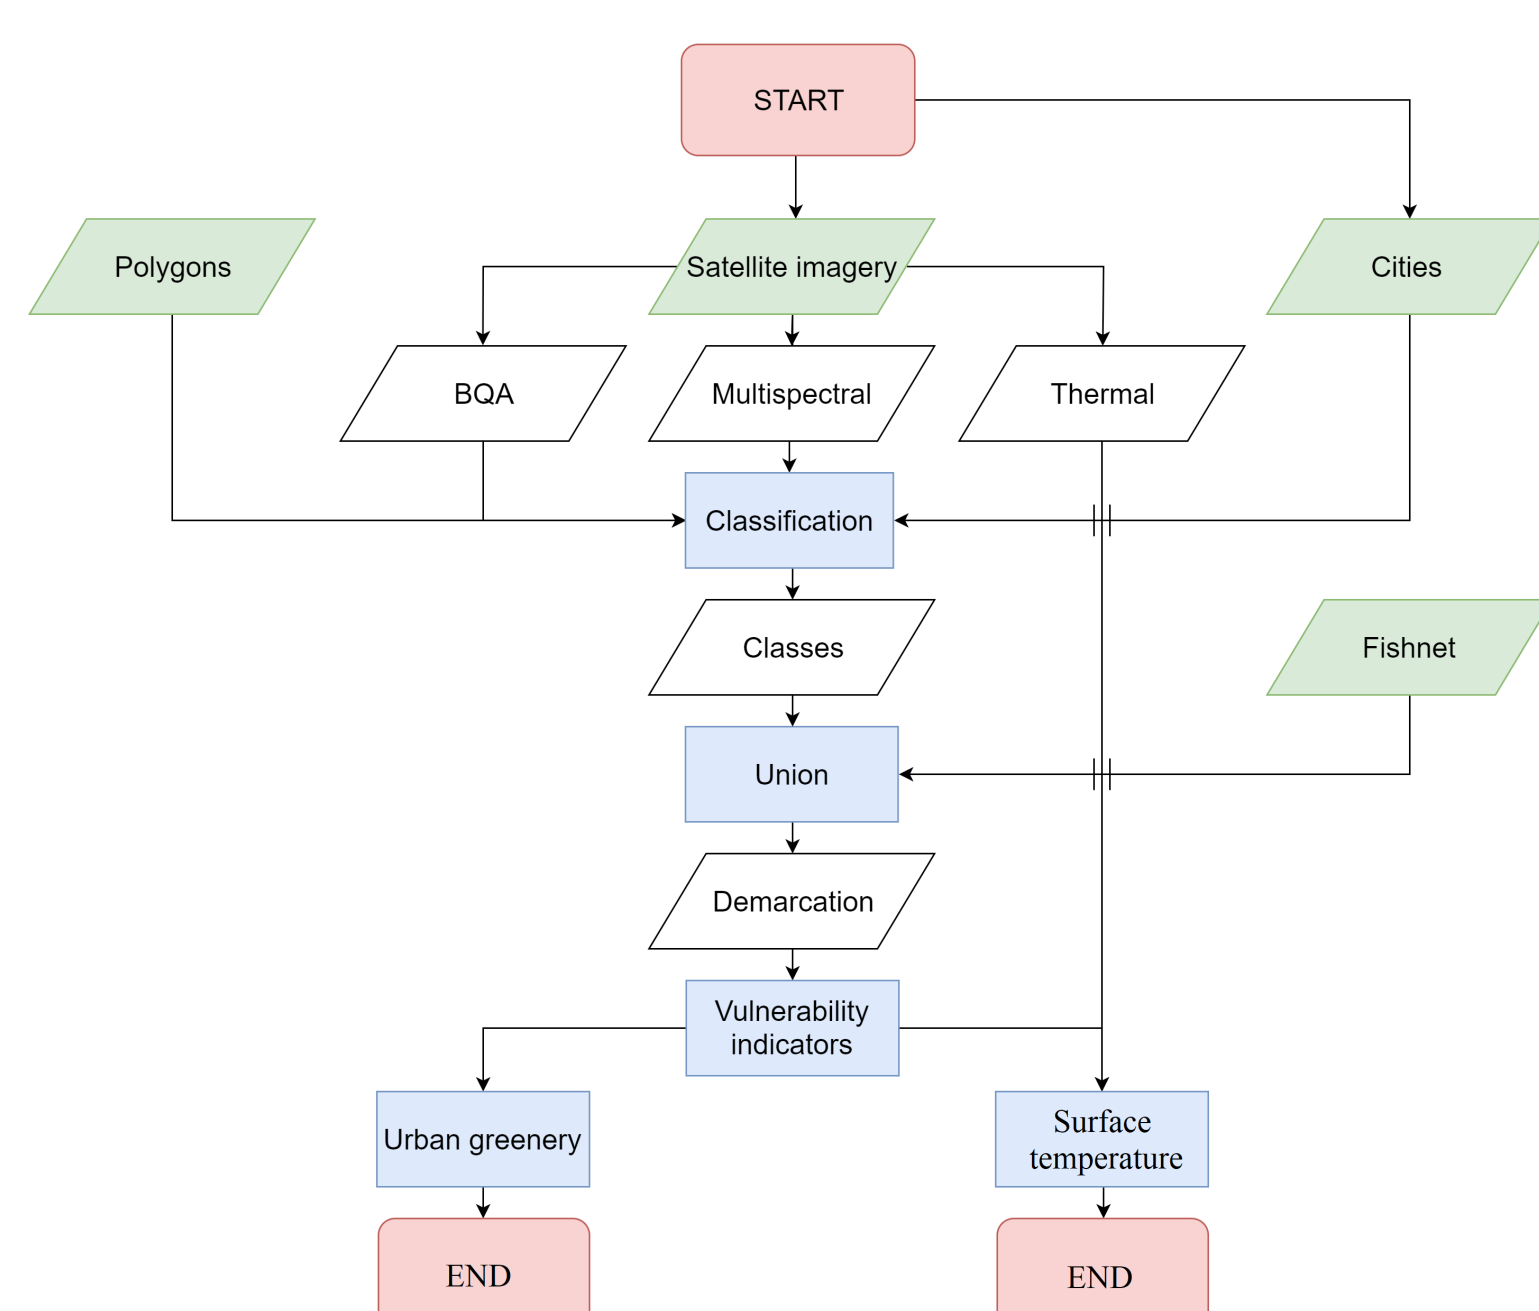 START
Polygons
Satellite imagery
Cities
BQA
Multispectral
Thermal
Classification
Classes
Fishnet
Union
Demarcation
Vulnerability
indicators
Urban greenery
Surface
temperature
END
END